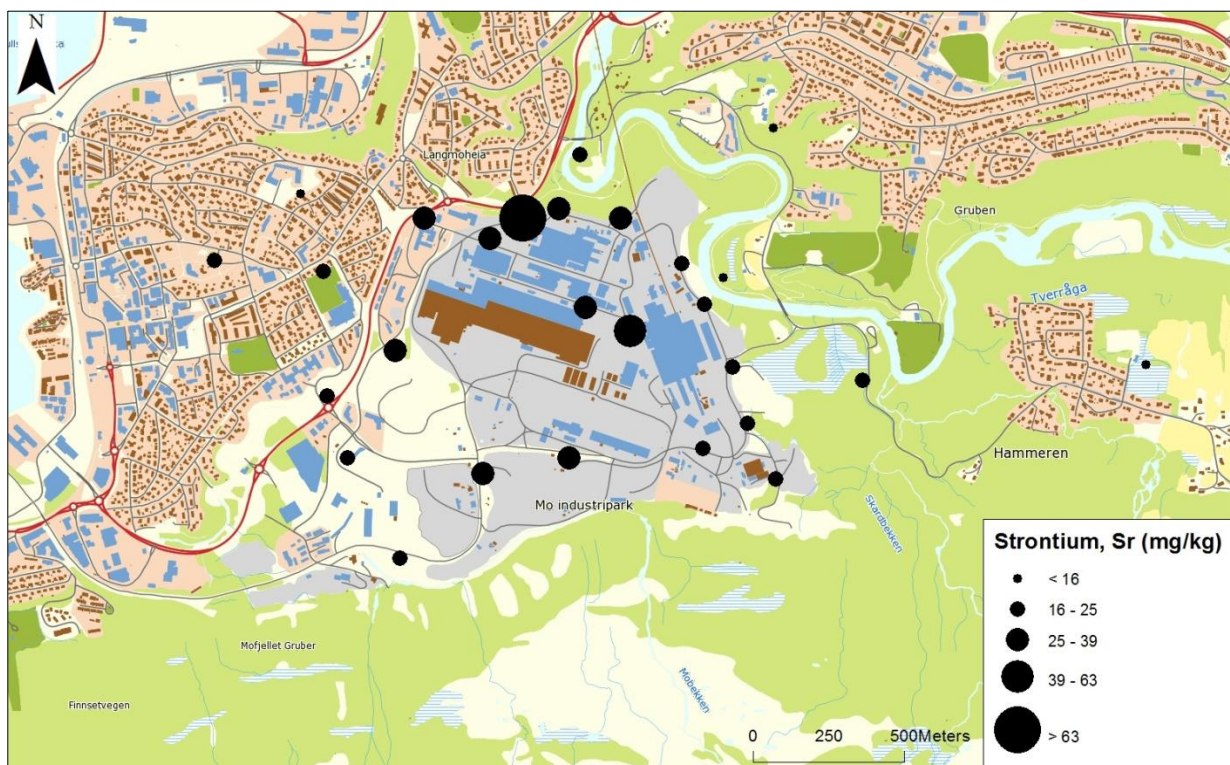 N
Langmoheia
Gruben
Tverråga
Hammeren
Mo industripark
Skardbekken
Mofjellet Gruber
Mobekken
Finnsetvegen
Strontium, Sr (mg/kg)
< 16
16 - 25
25 - 39
39 - 63
> 63
0 250 500Meters